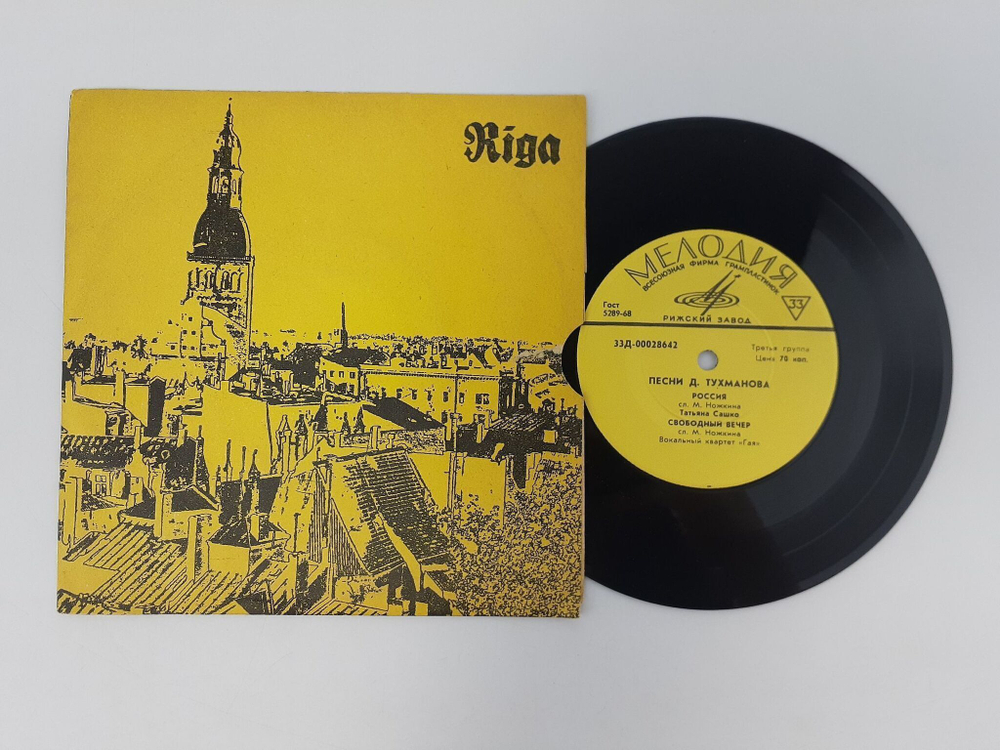 Riga
МЕЛОДИЯ
ВСЕСОЮЗНАЯ ФИРМА ГРАМПЛАСТИНОК
33
Гост
5289-68
РИЖСКИЙ ЗАВОД
33Д-00028642
Третья группа
Цена 70 коп.
ПЕСНИ Д. ТУХМАНОВА
РОССИЯ
сл. М. Ножкина
Татьяна Сашко
СВОБОДНЫЙ ВЕЧЕР
сл. М. Ножкина
Вокальный квартет «Гая»